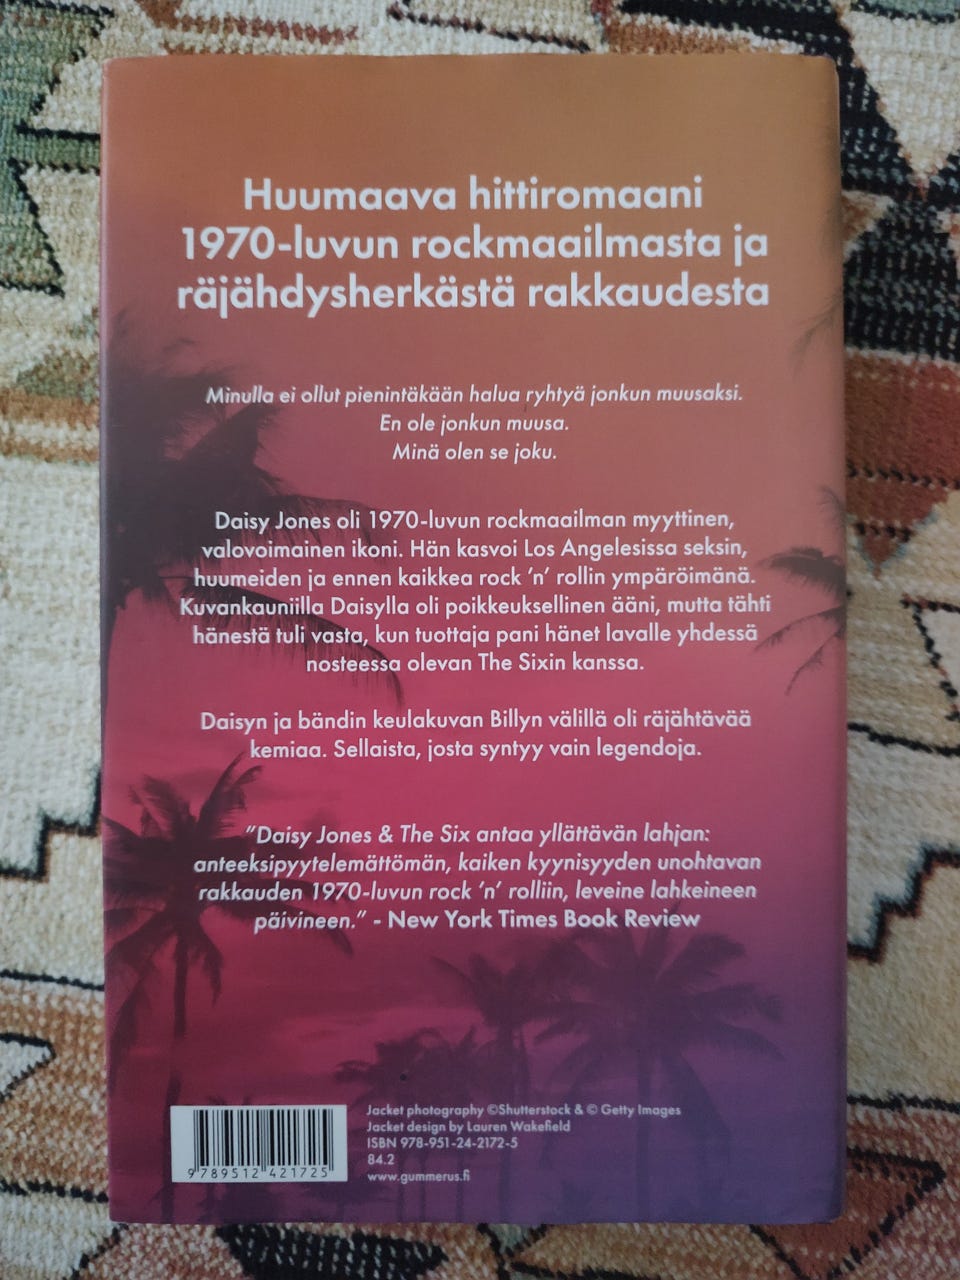 Huumaava hittiromaani
1970-luvun rockmaailmasta ja
räjähdysherkästä rakkaudesta
Minulla ei ollut pienintäkään halua ryhtyä jonkun muusaksi.
En ole jonkun muusa.
Minä olen se joku.
Daisy Jones oli 1970-luvun rockmaailman myyttinen,
valovoimainen ikoni. Hän kasvoi Los Angelesissa seksin,
huumeiden ja ennen kaikkea rock ’n’ rollin ympäröimänä.
Kuvankauniilla Daisylla oli poikkeuksellinen ääni, mutta tähti
hänestä tuli vasta, kun tuottaja pani hänet lavalle yhdessä
nosteessa olevan The Sixin kanssa.
Daisyn ja bändin keulakuvan Billyn välillä oli räjähtävää
kemiaa. Sellaista, josta syntyy vain legendoja.
”Daisy Jones & The Six antaa yllättävän lahjan:
anteeksipyytelemättömän, kaiken kyynisyyden unohtavan
rakkauden 1970-luvun rock ’n’ rolliin, leveine lahkeineen
päivineen.” - New York Times Book Review
Jacket photography ©Shutterstock & © Getty Images
Jacket design by Lauren Wakefield
ISBN 978-951-24-2172-5
84.2
www.gummerus.fi
9 789512 421725